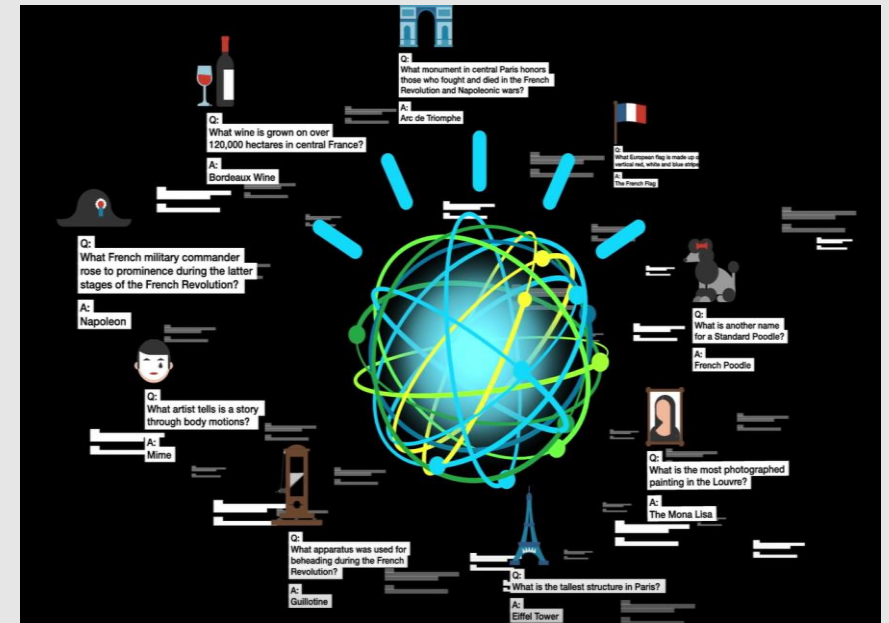 Q:
What monument in central Paris honors
those who fought and died in the French
Revolution and Napoleonic wars?
A:
Arc de Triomphe
Q:
What wine is grown on over
120,000 hectares in central France?
A:
Bordeaux Wine
Q:
What European flag is made up o
vertical red, white and blue stripe
A:
The French Flag
Q:
What French military commander
rose to prominence during the latter
stages of the French Revolution?
A:
Napoleon
Q:
What is another name
for a Standard Poodle?
A:
French Poodle
Q:
What artist tells is a story
through body motions?
A:
Mime
Q:
What is the most photographed
painting in the Louvre?
A:
The Mona Lisa
Q:
What apparatus was used for
beheading during the French
Revolution?
A:
Guillotine
Q:
What is the tallest structure in Paris?
A:
Eiffel Tower